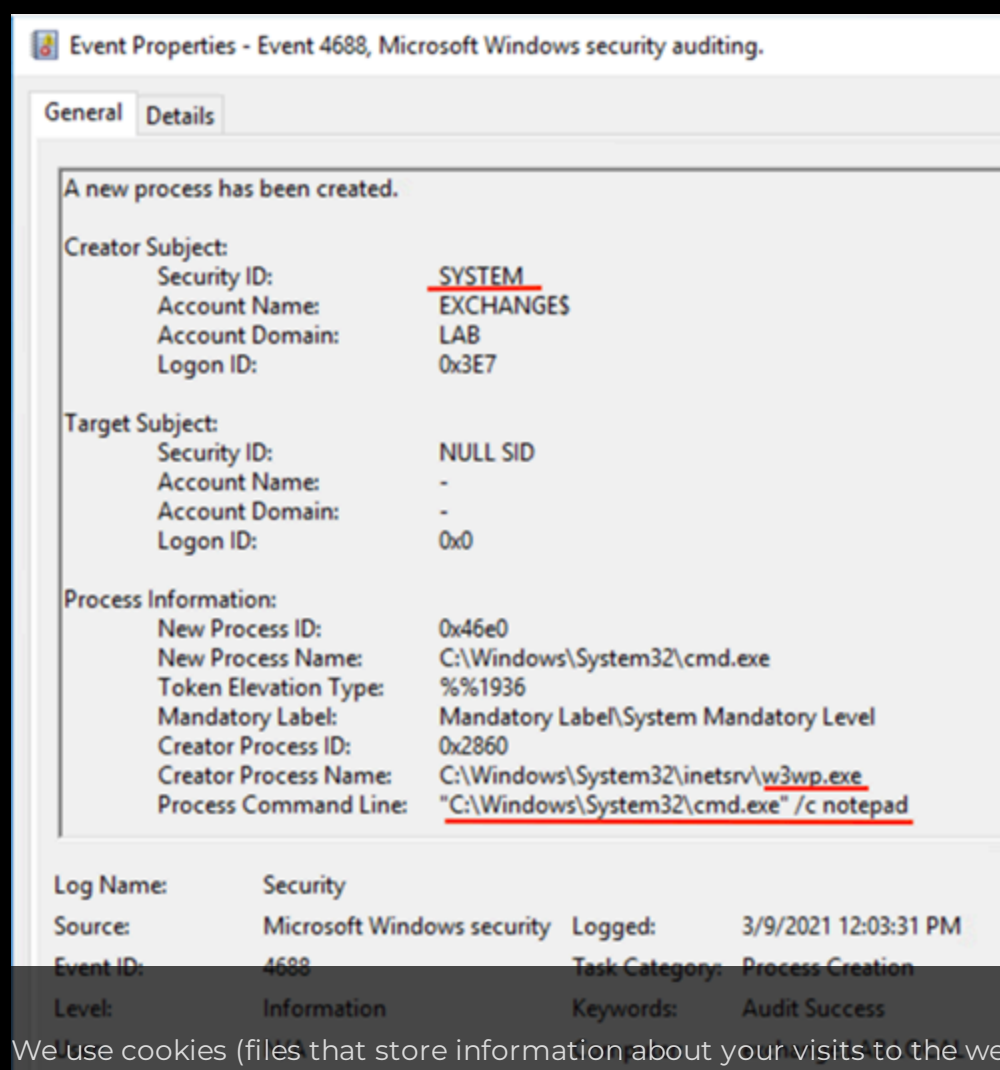 Event Properties - Event 4688, Microsoft Windows security auditing.
General Details
A new process has been created.
Creator Subject:
Security ID: SYSTEM
Account Name: EXCHANGE$
Account Domain: LAB
Logon ID: 0x3E7
Target Subject:
Security ID: NULL SID
Account Name: -
Account Domain: -
Logon ID: 0x0
Process Information:
New Process ID: 0x46e0
New Process Name: C:\Windows\System32\cmd.exe
Token Elevation Type: %%1936
Mandatory Label: Mandatory Label\System Mandatory Level
Creator Process ID: 0x2860
Creator Process Name: C:\Windows\System32\inetsrv\w3wp.exe
Process Command Line: "C:\Windows\System32\cmd.exe" /c notepad
Log Name: Security
Source: Microsoft Windows security Logged: 3/9/2021 12:03:31 PM
Event ID: 4688 Task Category: Process Creation
Level: Information Keywords: Audit Success
We use cookies (files that store information about your visits to the we